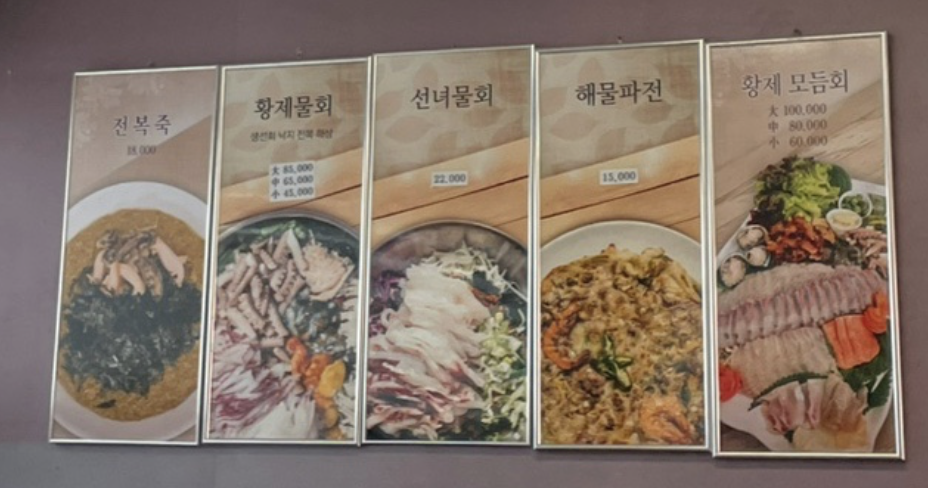 전복죽
18,000
황제물회
생선회 낙지 전복 해삼
大 85,000
中 65,000
小 45,000
선녀물회
22,000
해물파전
15,000
황제 모듬회
大 100,000
中 80,000
小 60,000